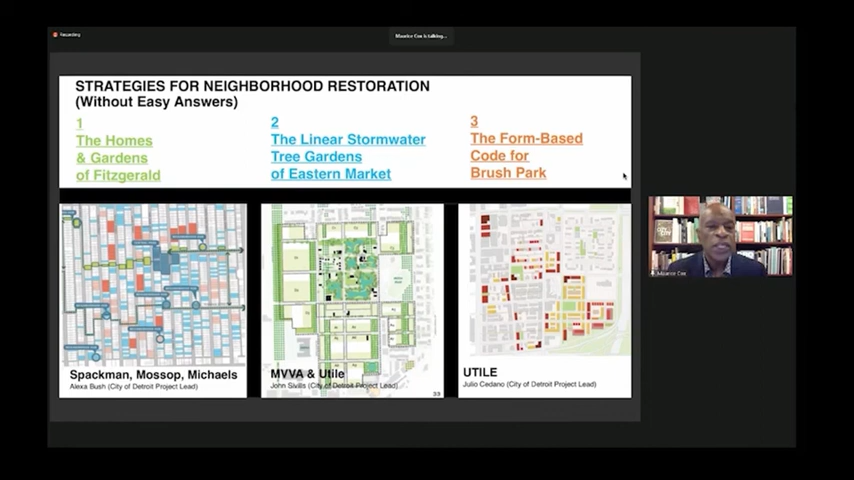 Recording
Maurice Cox is talking...
STRATEGIES FOR NEIGHBORHOOD RESTORATION
(Without Easy Answers)
1
The Homes
& Gardens
of Fitzgerald
2
The Linear Stormwater
Tree Gardens
of Eastern Market
3
The Form-Based
Code for
Brush Park
Spackman, Mossop, Michaels
Alexa Bush (City of Detroit Project Lead)
MVVA & Utile
John Sivills (City of Detroit Project Lead)
33
UTILE
Julio Cedano (City of Detroit Project Lead)
Maurice Cox